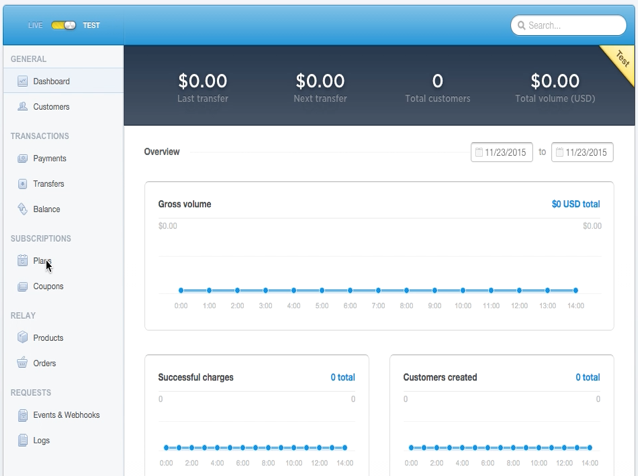 LIVE TEST
Search...
GENERAL
Dashboard
Customers
TRANSACTIONS
Payments
Transfers
Balance
SUBSCRIPTIONS
Plans
Coupons
RELAY
Products
Orders
REQUESTS
Events & Webhooks
Logs
Test
$0.00 $0.00 0 $0.00
Last transfer Next transfer Total customers Total volume (USD)
Overview 11/23/2015 to 11/23/2015
Gross volume $0 USD total
$0.00 $0.00
0:00 1:00 2:00 3:00 4:00 5:00 6:00 7:00 8:00 9:00 10:00 11:00 12:00 13:00 14:00
Successful charges 0 total
0 0
0:00 2:00 4:00 6:00 8:00 10:00 12:00 14:00
Customers created 0 total
0 0
0:00 2:00 4:00 6:00 8:00 10:00 12:00 14:00